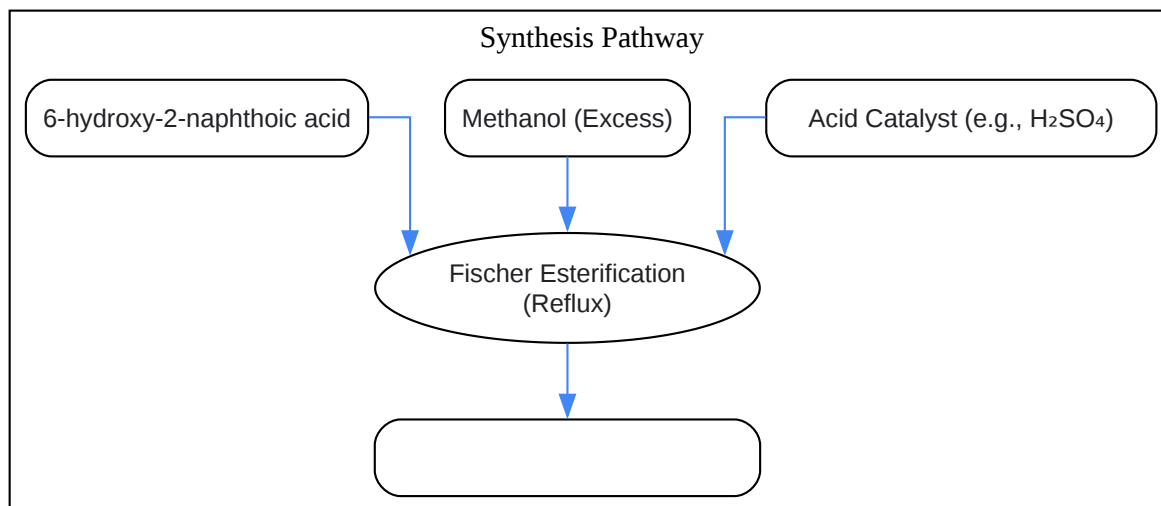 Synthesis Pathway
6-hydroxy-2-naphthoic acid
Methanol (Excess)
Acid Catalyst (e.g., H₂SO₄)
Fischer Esterification
(Reflux)